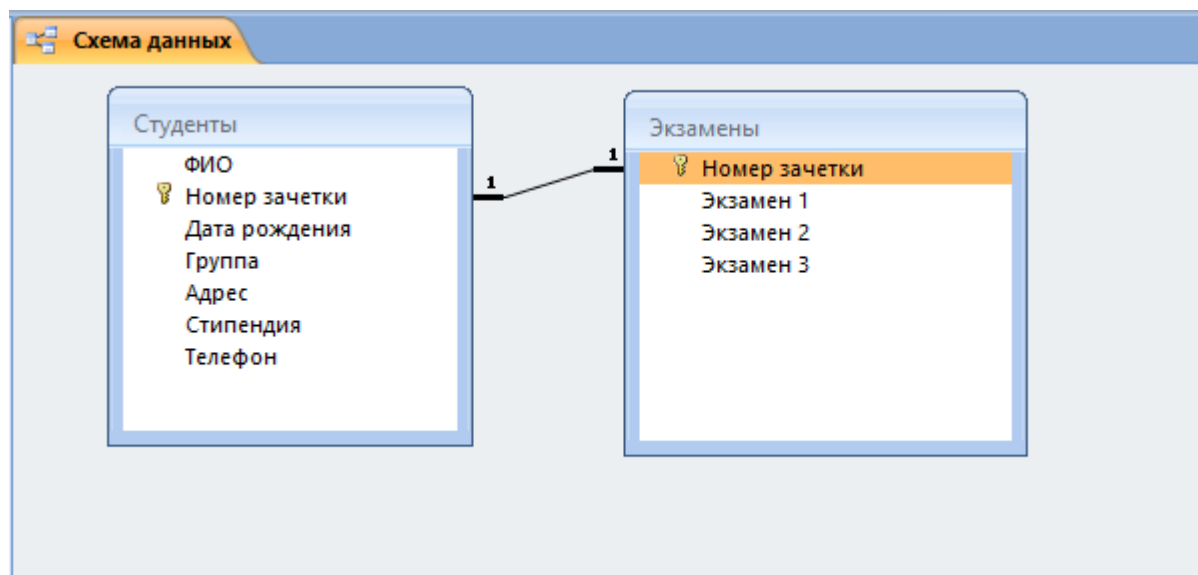 Схема данных
Студенты
ФИО
Номер зачетки
Дата рождения
Группа
Адрес
Стипендия
Телефон
1
1
Экзамены
Номер зачетки
Экзамен 1
Экзамен 2
Экзамен 3